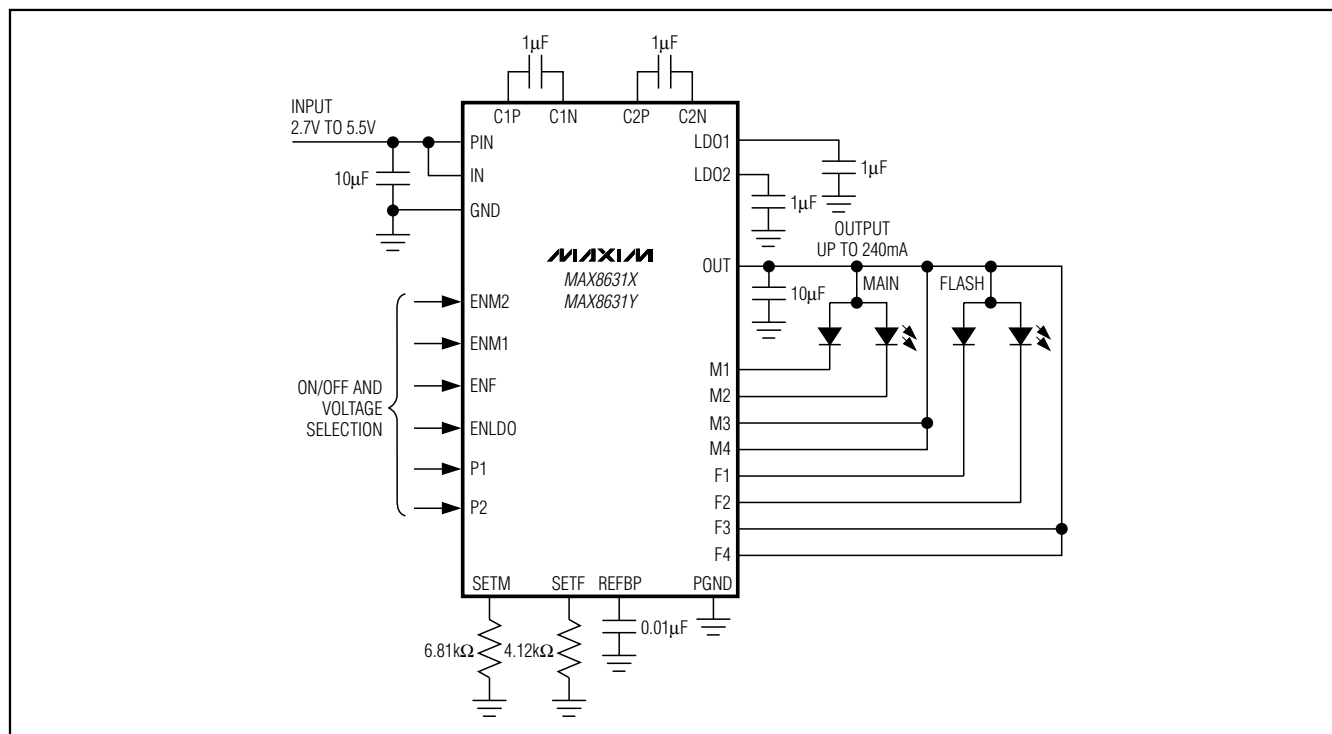 1µF
1µF
INPUT
2.7V TO 5.5V
C1P
C1N
C2P
C2N
PIN
LDO1
IN
LDO2
1µF
10µF
GND
1µF
OUTPUT
UP TO 240mA
MAXIM
OUT
MAX8631X
MAX8631Y
MAIN
FLASH
10µF
ENM2
ENM1
M1
ENF
M2
ON/OFF AND
VOLTAGE
SELECTION
M3
ENLDO
M4
P1
F1
F2
P2
F3
F4
SETM
SETF
REFBP
PGND
0.01µF
6.81kΩ
4.12kΩ